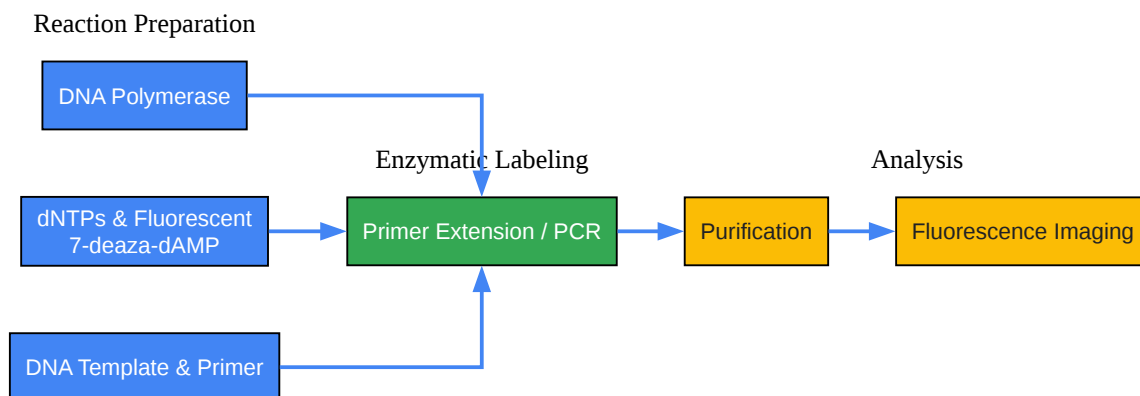 Reaction Preparation
DNA Polymerase
Enzymatic Labeling
Analysis
dNTPs & Fluorescent
7-deaza-dAMP
Primer Extension / PCR
Purification
Fluorescence Imaging
DNA Template & Primer